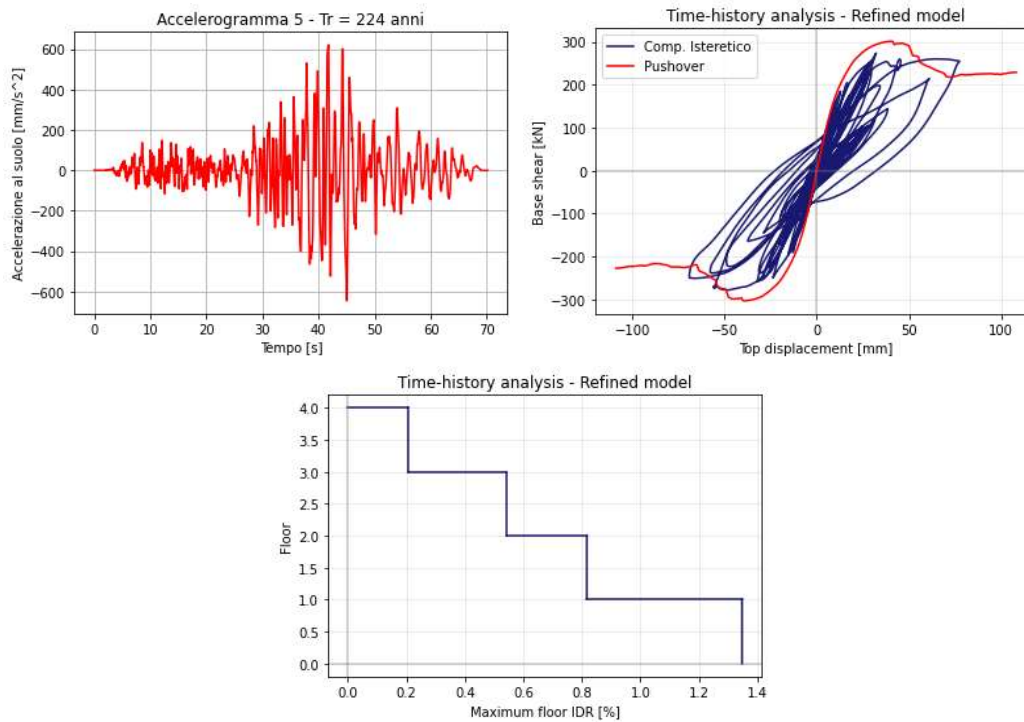 Accelerogramma 5 - Tr = 224 anni
Accelerazione al suolo [mm/s^2]
600
400
200
0
−200
−400
−600
0 10 20 30 40 50 60 70
Tempo [s]
Time-history analysis - Refined model
Comp. Isteretico
Pushover
Base shear [kN]
300
200
100
0
−100
−200
−300
−100 −50 0 50 100
Top displacement [mm]
Time-history analysis - Refined model
Floor
4.0
3.5
3.0
2.5
2.0
1.5
1.0
0.5
0.0
0.0 0.2 0.4 0.6 0.8 1.0 1.2 1.4
Maximum floor IDR [%]